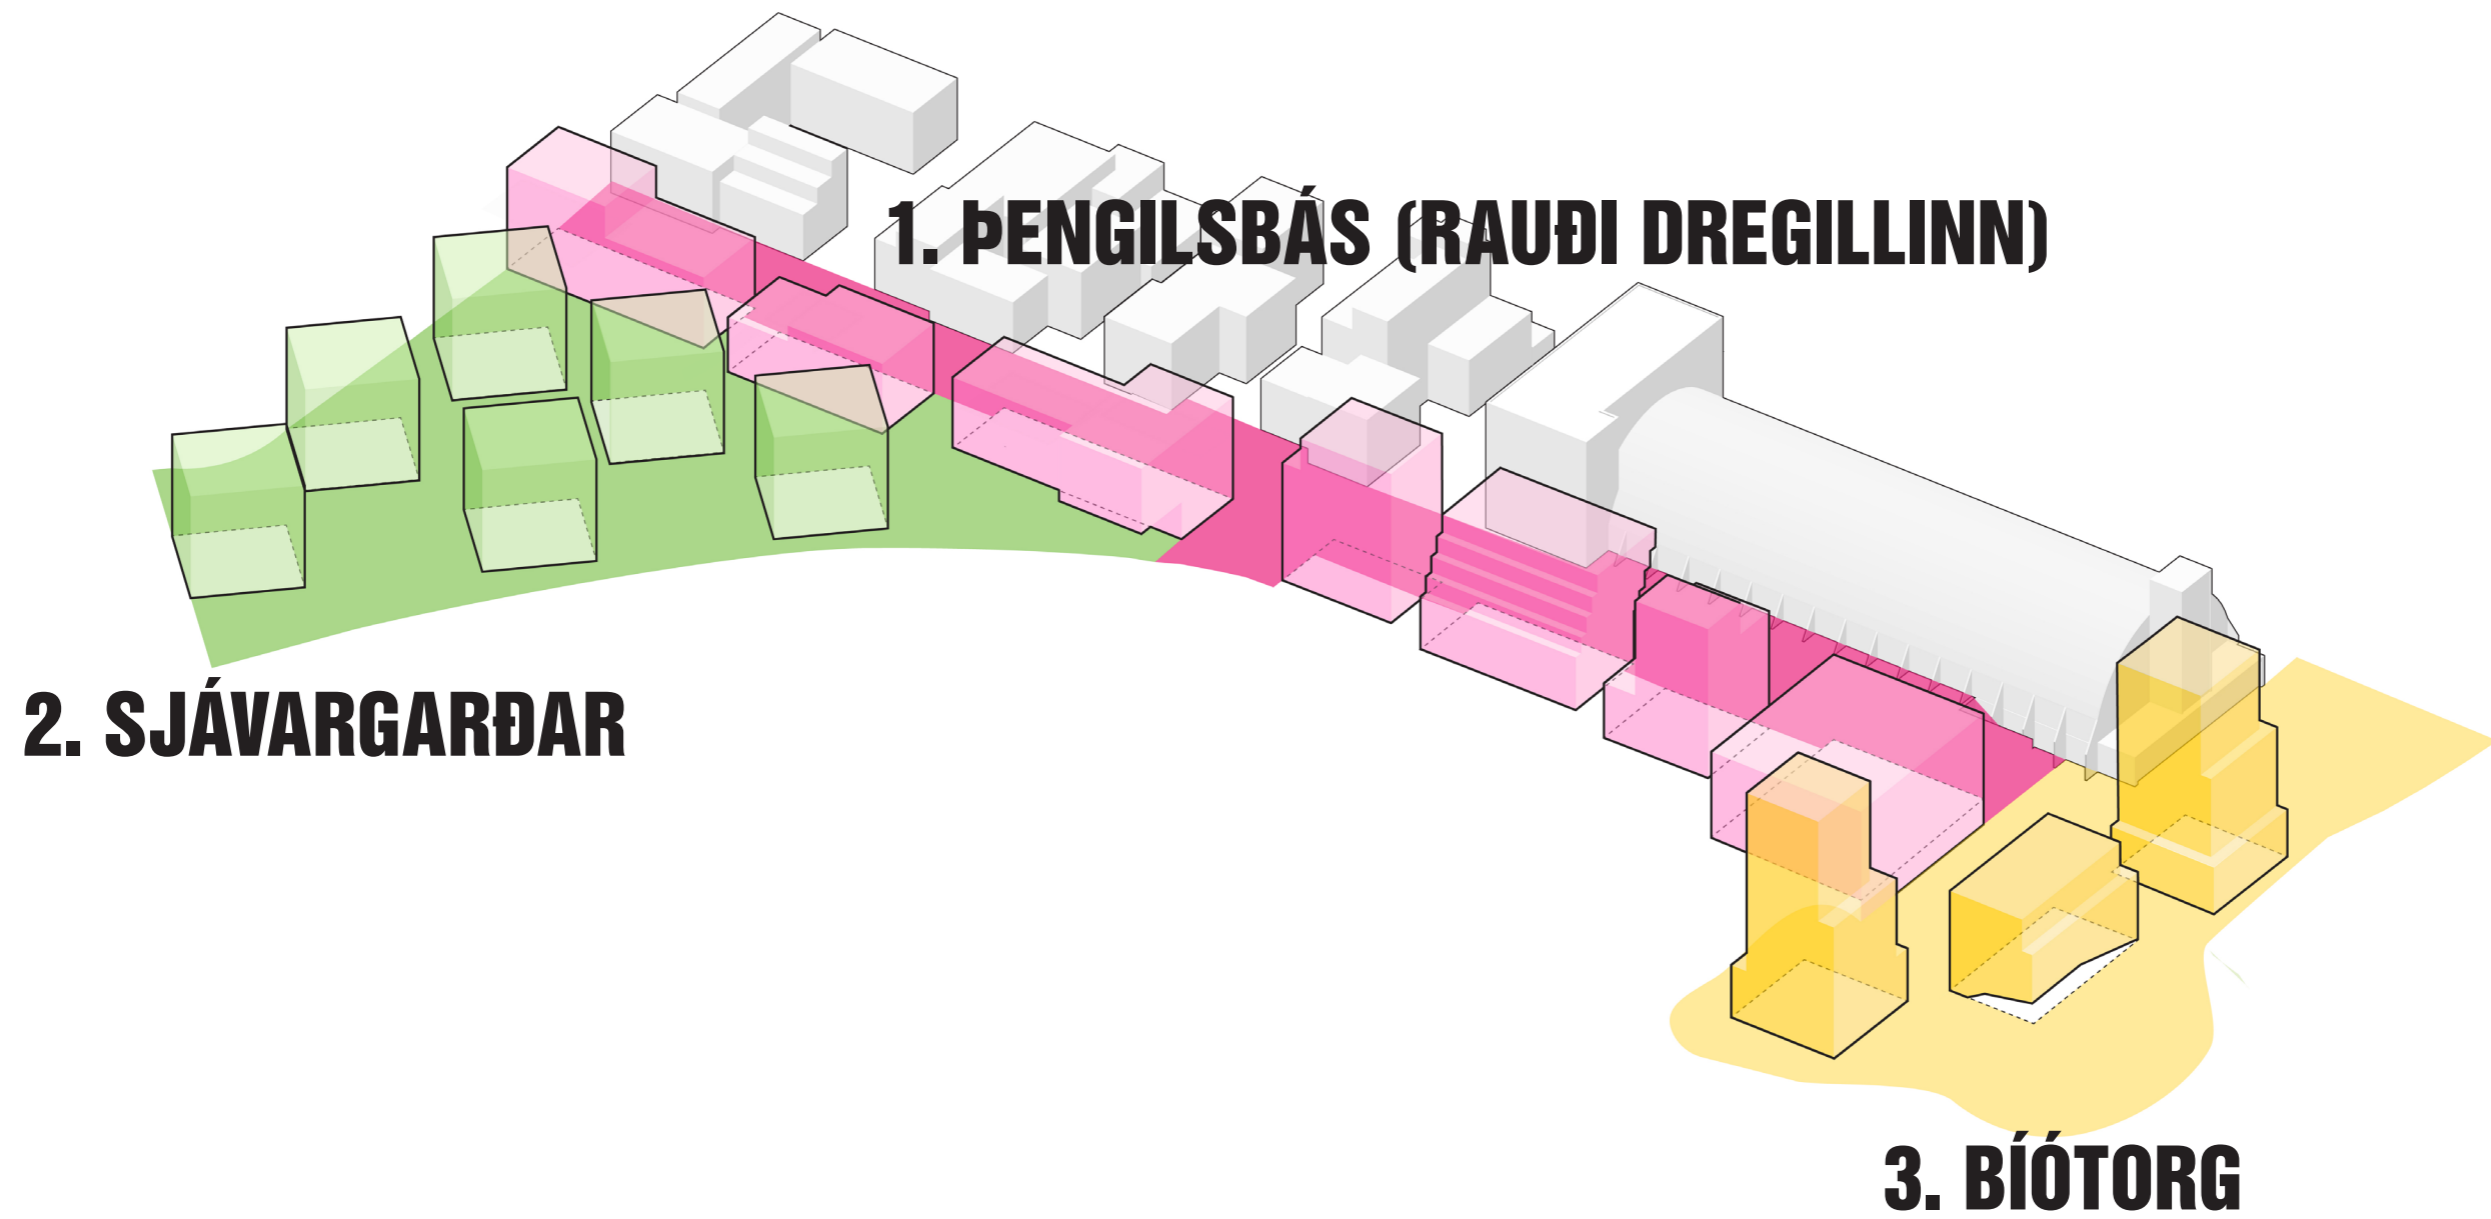 1. ÞENGILSBÁS (RAUÐI DREGILLINN)
2. SJÁVARGARÐAR
3. BÍÓTORG